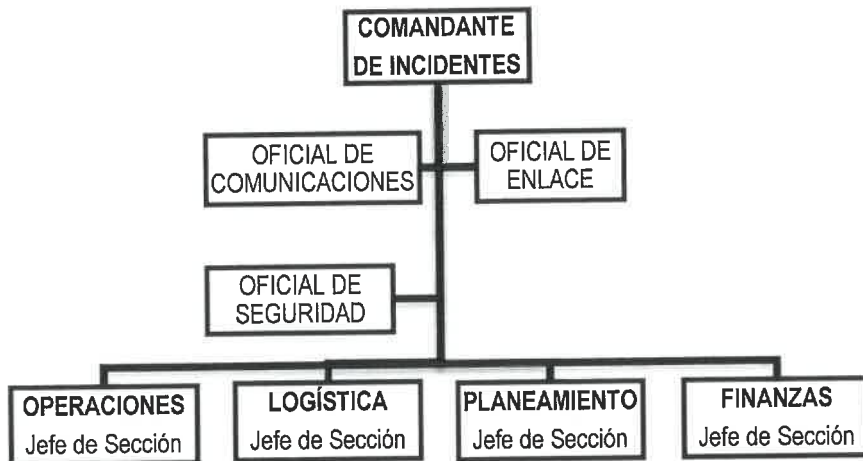 COMANDANTE
DE INCIDENTES
OFICIAL DE
COMUNICACIONES
OFICIAL DE
ENLACE
OFICIAL DE
SEGURIDAD
OPERACIONES
Jefe de Sección
LOGÍSTICA
Jefe de Sección
PLANEAMIENTO
Jefe de Sección
FINANZAS
Jefe de Sección